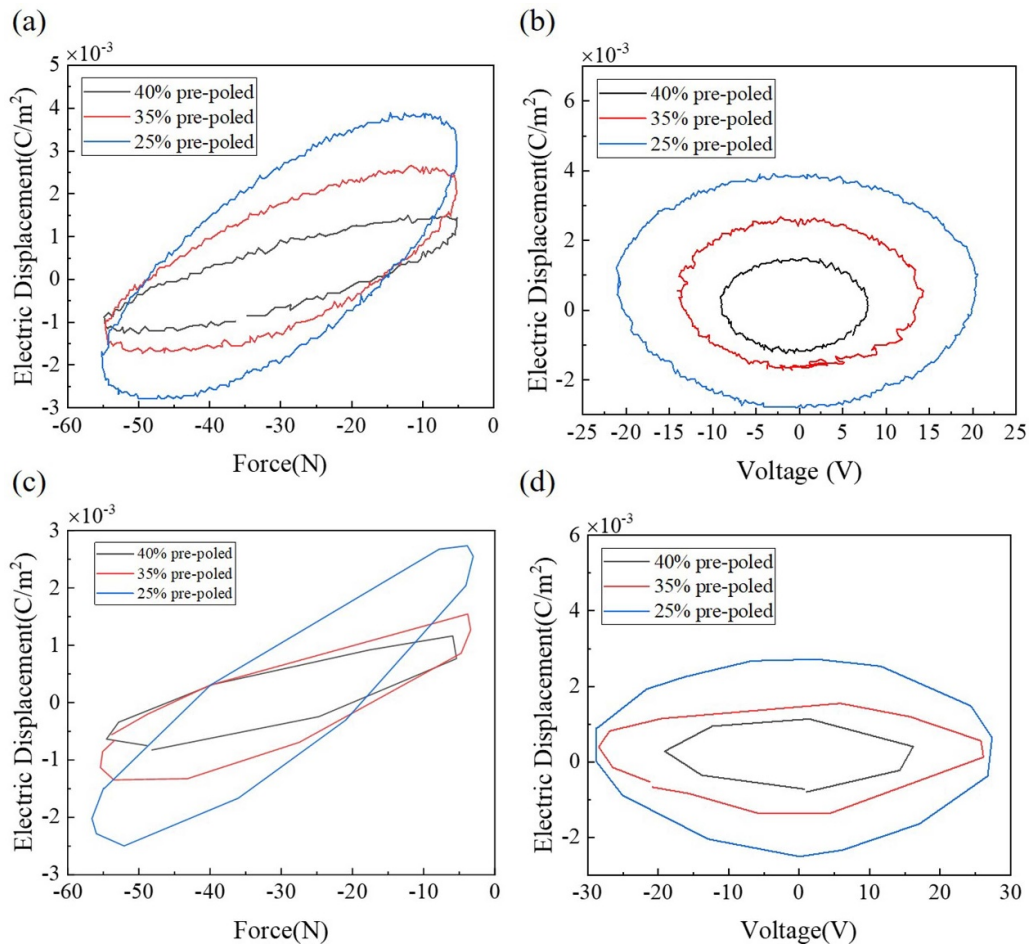 (a)
×10⁻³
5
4
3
2
1
0
-1
-2
-3
Electric Displacement(C/m²)
40% pre-poled
35% pre-poled
25% pre-poled
-60 -50 -40 -30 -20 -10 0
Force(N)
(b)
×10⁻³
6
4
2
0
-2
Electric Displacement(C/m²)
40% pre-poled
35% pre-poled
25% pre-poled
-25 -20 -15 -10 -5 0 5 10 15 20 25
Voltage (V)
(c)
×10⁻³
3
2
1
0
-1
-2
-3
Electric Displacement(C/m²)
40% pre-poled
35% pre-poled
25% pre-poled
-60 -50 -40 -30 -20 -10 0
Force(N)
(d)
×10⁻³
6
4
2
0
-2
Electric Displacement(C/m²)
40% pre-poled
35% pre-poled
25% pre-poled
-30 -20 -10 0 10 20 30
Voltage(V)